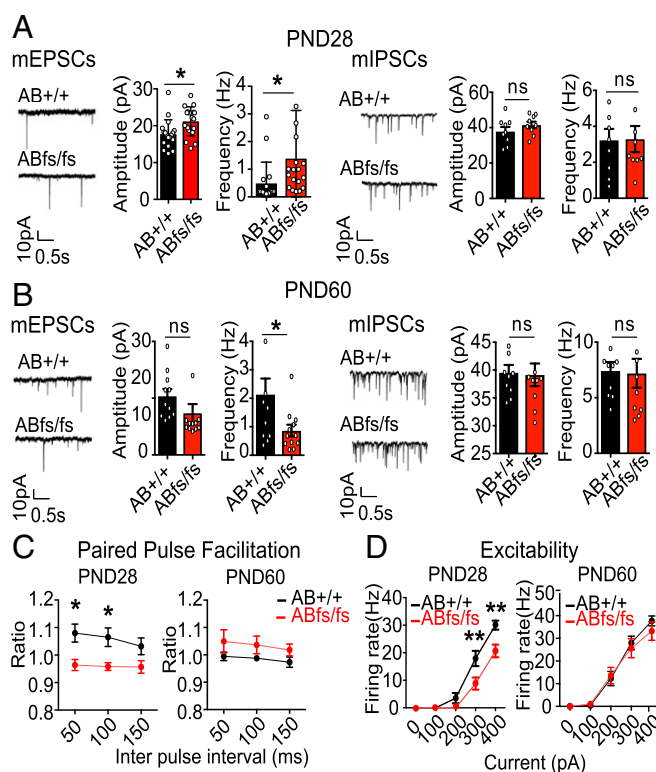 A
PND28
mEPSCs
AB+/+
ABfs/fs
10pA
0.5s
Amplitude (pA)
30
20
10
0
*
AB+/+
ABfs/fs
Frequency (Hz)
4
3
2
1
0
*
AB+/+
ABfs/fs
mIPSCs
AB+/+
ABfs/fs
10pA
0.5s
Amplitude (pA)
60
40
20
0
ns
AB+/+
ABfs/fs
Frequency (Hz)
6
4
2
0
ns
AB+/+
ABfs/fs
B
PND60
mEPSCs
AB+/+
ABfs/fs
10pA
0.5s
Amplitude (pA)
30
20
10
0
ns
AB+/+
ABfs/fs
Frequency (Hz)
4
3
2
1
0
*
AB+/+
ABfs/fs
mIPSCs
AB+/+
ABfs/fs
10pA
0.5s
Amplitude (pA)
45
40
35
30
25
ns
AB+/+
ABfs/fs
Frequency (Hz)
10
5
0
ns
AB+/+
ABfs/fs
C
Paired Pulse Facilitation
PND28
PND60
AB+/+
ABfs/fs
Ratio
1.2
1.1
1.0
0.9
0.8
* *
50 100 150
Ratio
1.2
1.1
1.0
0.9
0.8
50 100 150
Inter pulse interval (ms)
D
Excitability
PND28
PND60
AB+/+
ABfs/fs
Firing rate(Hz)
40
30
20
10
0
** **
0 100 200 300 400
AB+/+
ABfs/fs
Firing rate(Hz)
40
30
20
10
0
0 100 200 300 400
Current (pA)